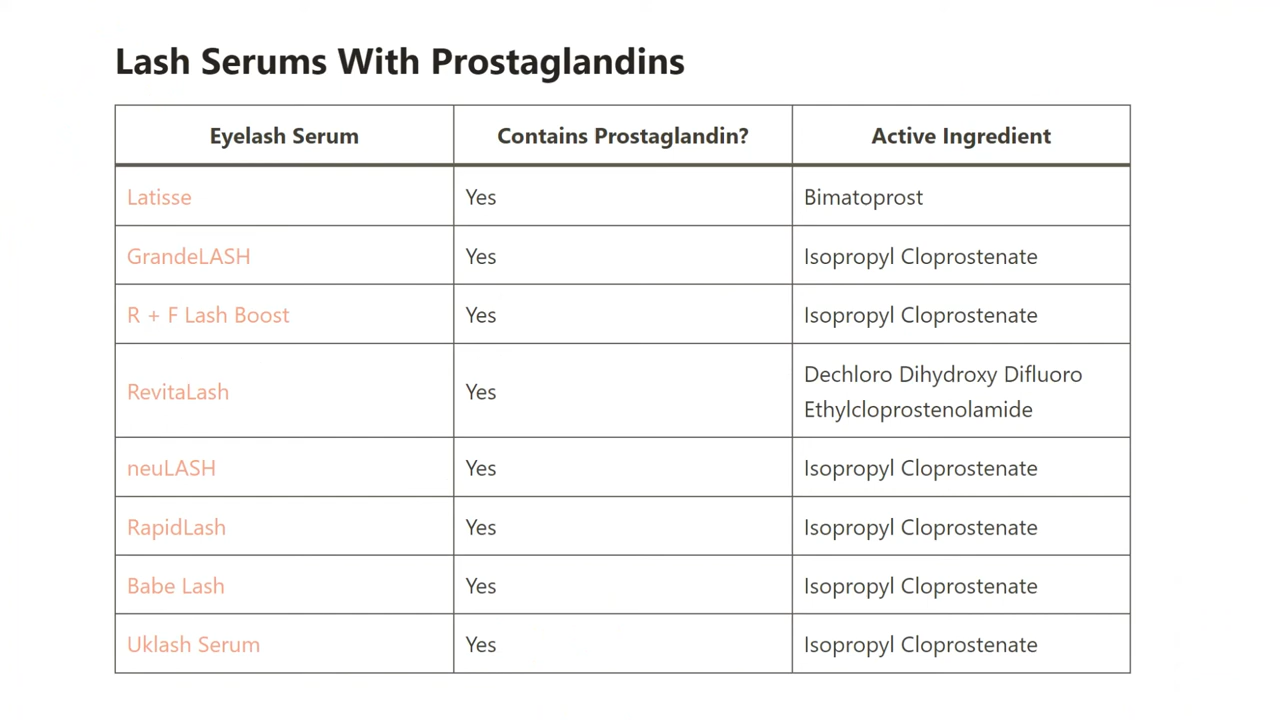 Lash Serums With Prostaglandins
Eyelash Serum Contains Prostaglandin? Active Ingredient
Latisse Yes Bimatoprost
GrandeLASH Yes Isopropyl Cloprostenate
R + F Lash Boost Yes Isopropyl Cloprostenate
RevitaLash Yes Dechloro Dihydroxy Difluoro
Ethylcloprostenolamide
neuLASH Yes Isopropyl Cloprostenate
RapidLash Yes Isopropyl Cloprostenate
Babe Lash Yes Isopropyl Cloprostenate
Uklash Serum Yes Isopropyl Cloprostenate